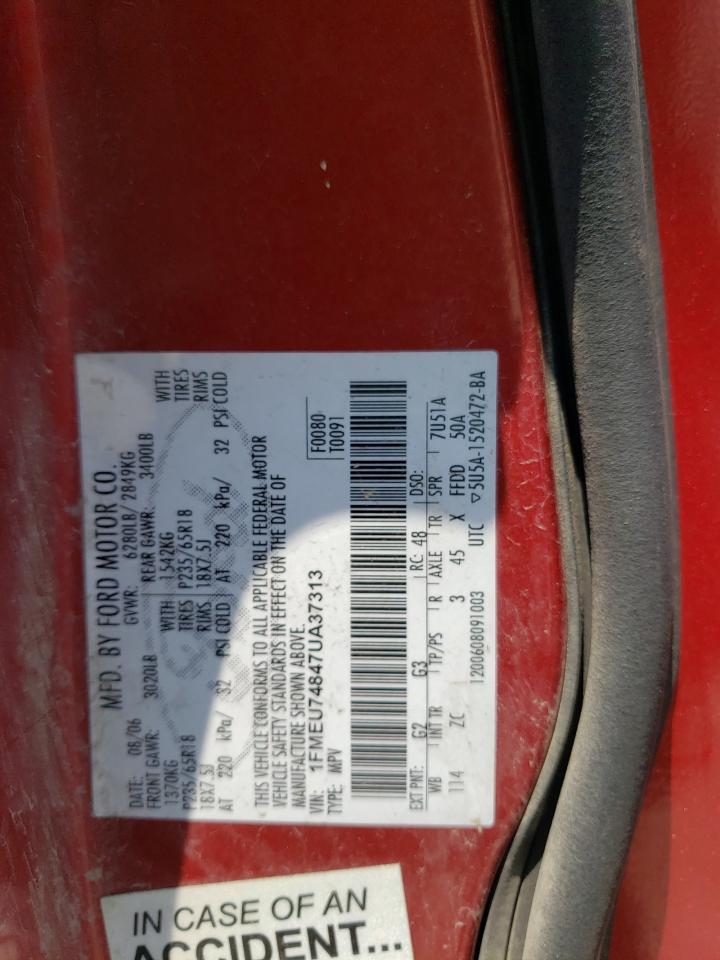 MFD. BY FORD MOTOR CO.
DATE: 08/06 GVWR: 6280LB/ 2849KG
FRONT GAWR: 3020LB REAR GAWR: 3400LB
1370KG WITH 1542KG WITH
P235/65R18 TIRES P235/65R18 TIRES
18X7.5J RIMS 18X7.5J RIMS
AT 220 kPa/ 32 PSI COLD AT 220 kPa/ 32 PSI COLD
THIS VEHICLE CONFORMS TO ALL APPLICABLE FEDERAL MOTOR
VEHICLE SAFETY STANDARDS IN EFFECT ON THE DATE OF
MANUFACTURE SHOWN ABOVE.
VIN: 1FMEU74847UA37313 F0080
TYPE: MPV T0091
EXT PNT: G2 G3 RC: 48 DSO:
WB INT TR TP/PS R AXLE TR SPR 7U51A
114 ZC 3 45 X FFDD 50A
1200608091003 UTC ▽5U5A-1520472-BA
IN CASE OF AN
ACCIDENT...